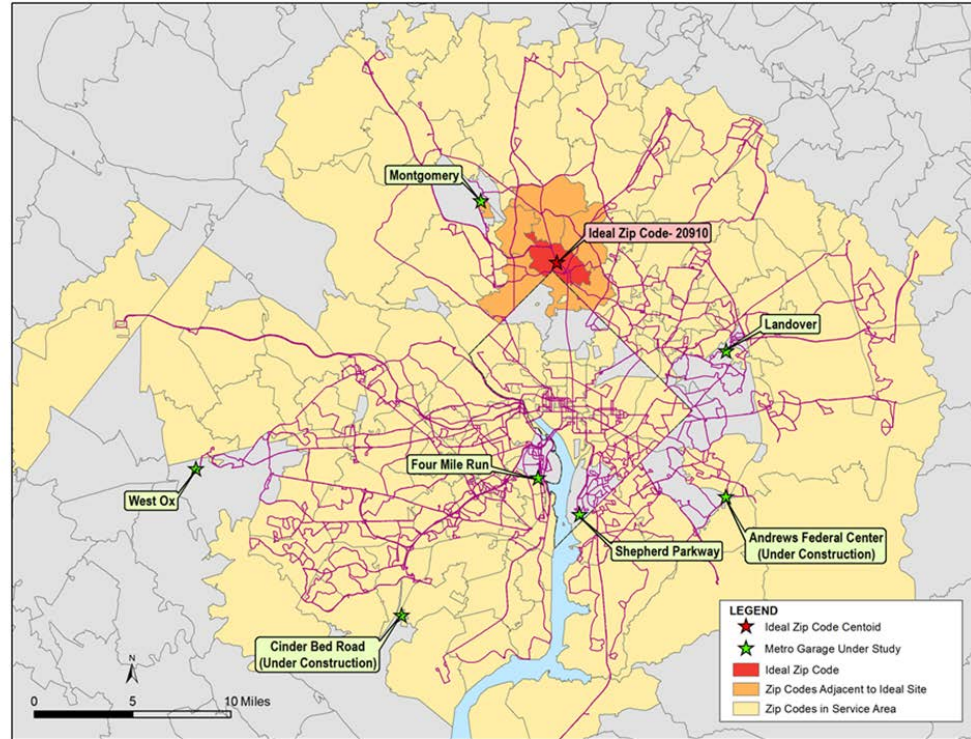 Montgomery
Ideal Zip Code- 20910
Landover
Four Mile Run
West Ox
Shepherd Parkway
Andrews Federal Center
(Under Construction)
Cinder Bed Road
(Under Construction)
N
0 5 10 Miles
LEGEND
Ideal Zip Code Centoid
Metro Garage Under Study
Ideal Zip Code
Zip Codes Adjacent to Ideal Site
Zip Codes in Service Area